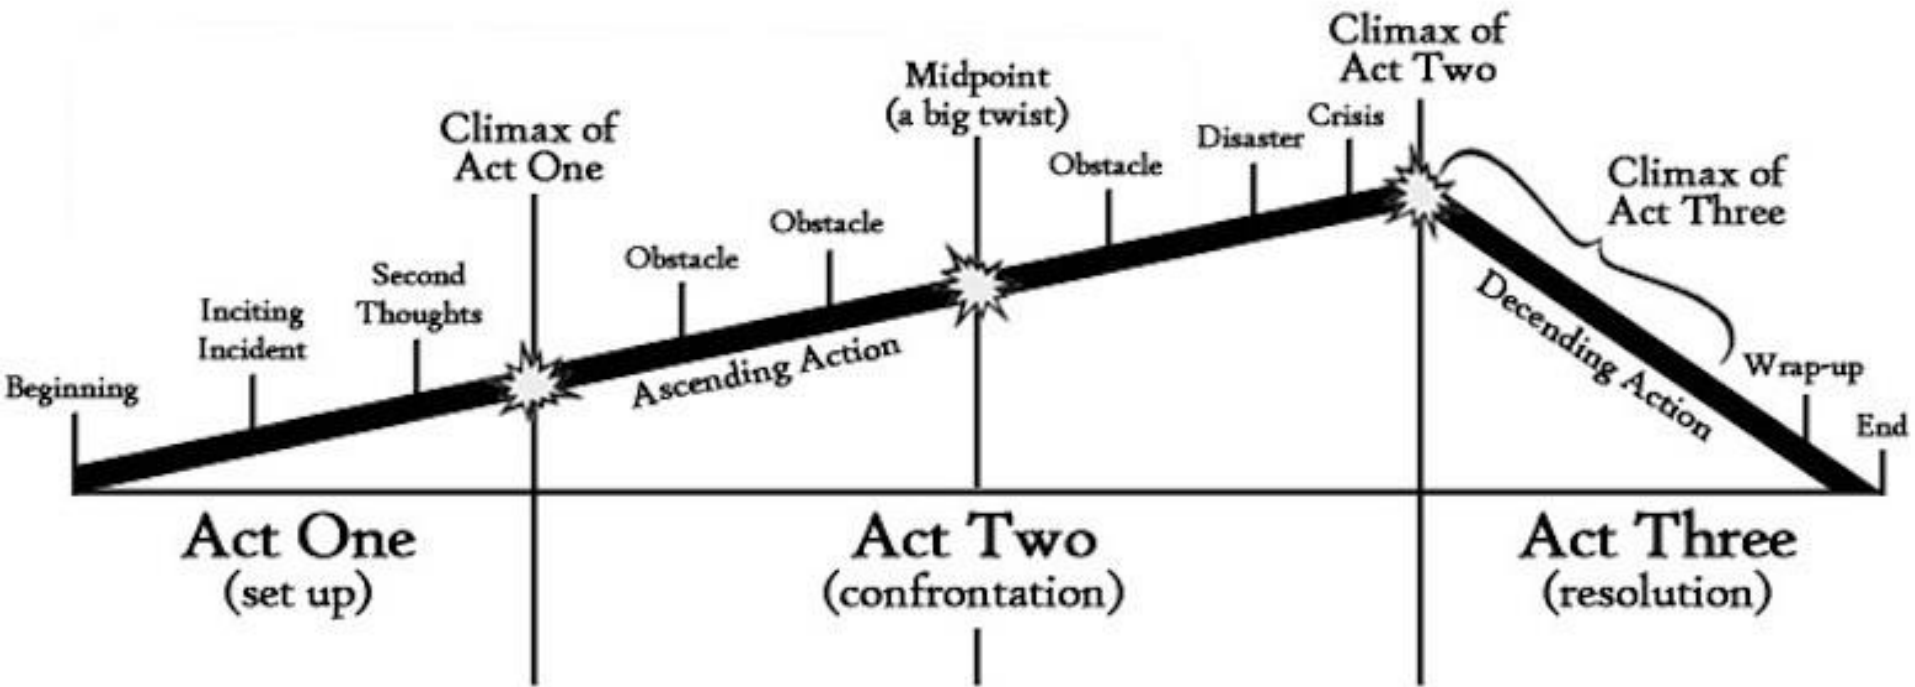 Beginning
Inciting
Incident
Second
Thoughts
Climax of
Act One
Obstacle
Obstacle
Ascending Action
Midpoint
(a big twist)
Obstacle
Disaster
Crisis
Climax of
Act Two
Climax of
Act Three
Decending Action
Wrap-up
End
Act One
(set up)
Act Two
(confrontation)
Act Three
(resolution)